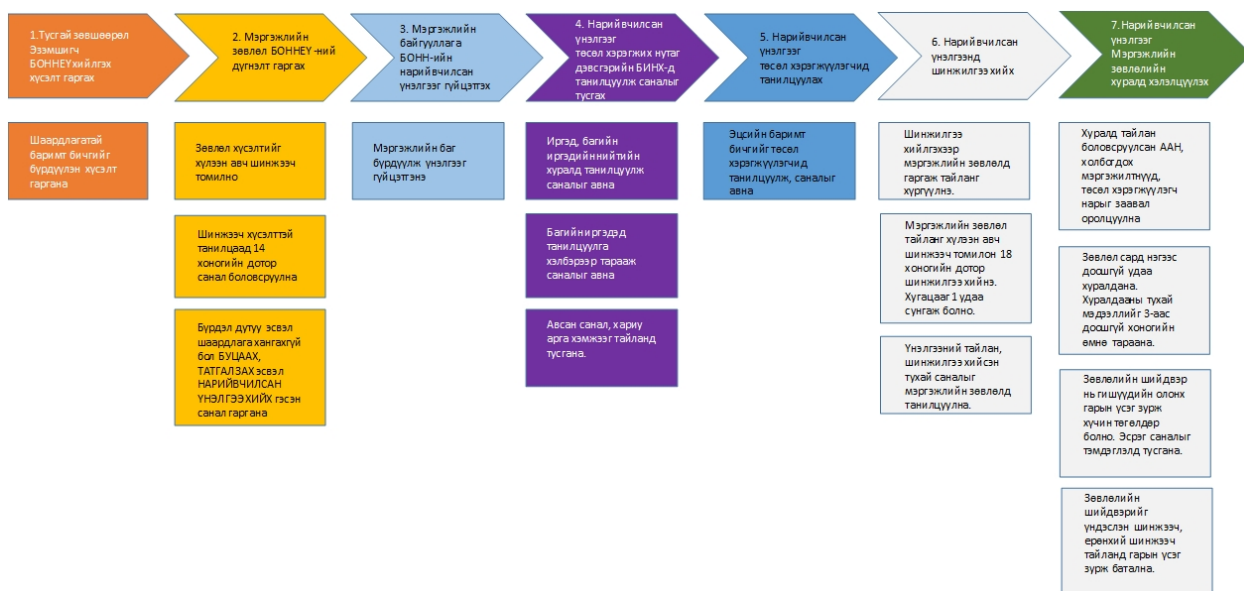 1.Тусгай зөвшөөрөл
Эзэмшигч
БОННЕҮ хийлгэх
хүсэлт гаргах
2. Мэргэжлийн
зөвлөл БОННЕҮ -ний
дүгнэлт гаргах
3. Мэргэжлийн
байгууллага
БОНН-ийн
нарийвчилсан
үнэлгээг гүйцэтгэх
4. Нарийвчилсан
үнэлгээг
төсөл хэрэгжих нутаг
дэвсгэрийн БИНХ-д
танилцуулж саналыг
тусгах
5. Нарийвчилсан
үнэлгээг
төсөл хэрэгжүүлэгчид
танилцуулах
6. Нарийвчилсан
үнэлгээнд
шинжилгээ хийх
7. Нарийвчилсан
үнэлгээг
Мэргэжлийн
зөвлөлийн
хуралд хэлэлцүүлэх
Шаардлагатай
баримт бичгийг
бүрдүүлэн хүсэлт
гаргана
Зөвлөл хүсэлтийг
хүлээн авч шинжээч
томилно
Шинжээч хүсэлттэй
танилцаад 14
хоногийн дотор
санал боловсруулна
Бүрдэл дутуу эсвэл
шаардлага хангахгүй
бол БУЦААХ,
ТАТГАЛЗАХ эсвэл
НАРИЙВЧИЛСАН
ҮНЭЛГЭЭ ХИЙХ гэсэн
санал гаргана
Мэргэжлийн баг
бүрдүүлж үнэлгээг
гүйцэтгэнэ
Иргэд, багийн
иргэдийннийтийн
хуралд танилцуулж
саналыг авна
Багийн иргэдэд
танилцуулга
хэлбэрээр тарааж
саналыг авна
Авсан санал, хариу
арга хэмжээг тайланд
тусгана.
Эцсийн баримт
бичгийг төсөл
хэрэгжүүлэгчид
танилцуулж, саналыг
авна
Шинжилгээ
хийлгэхээр
мэргэжлийн зөвлөлд
гаргаж тайланг
хүргүүлнэ.
Мэргэжлийн зөвлөл
тайланг хүлээн авч
шинжээч томилон 18
хоногийн дотор
шинжилгээ хийнэ.
Хугацааг 1 удаа
сунгаж болно.
Үнэлгээний тайлан,
шинжилгээ хийсэн
тухай саналыг
мэргэжлийн зөвлөлд
танилцуулна.
Хуралд тайлан
боловсруулсан ААН,
холбогдох
мэргэжилтнүүд,
төсөл хэрэгжүүлэгч
нарыг заавал
оролцуулна
Зөвлөл сард нэгээс
доошгүй удаа
хуралдана.
Хуралдааны тухай
мэдээллийг 3-аас
доошгүй хоногийн
өмнө тараана.
Зөвлөлийн шийдвэр
нь гишүүдийн олонх
гарын үсэг зурж
хүчин төгөлдөр
болно. Эсрэг саналыг
тэмдэглэлд тусгана.
Зөвлөлийн
шийдвэрийг
үндэслэн шинжээч,
ерөнхий шинжээч
тайланд гарын үсэг
зурж батална.